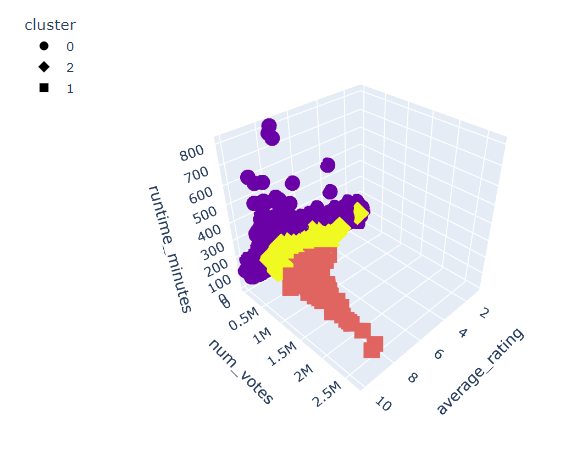 cluster
0
2
1
800
700
600
500
400
300
200
100
0
runtime_minutes
0
0.5M
1M
1.5M
2M
2.5M
num_votes
2
4
6
8
10
average_rating